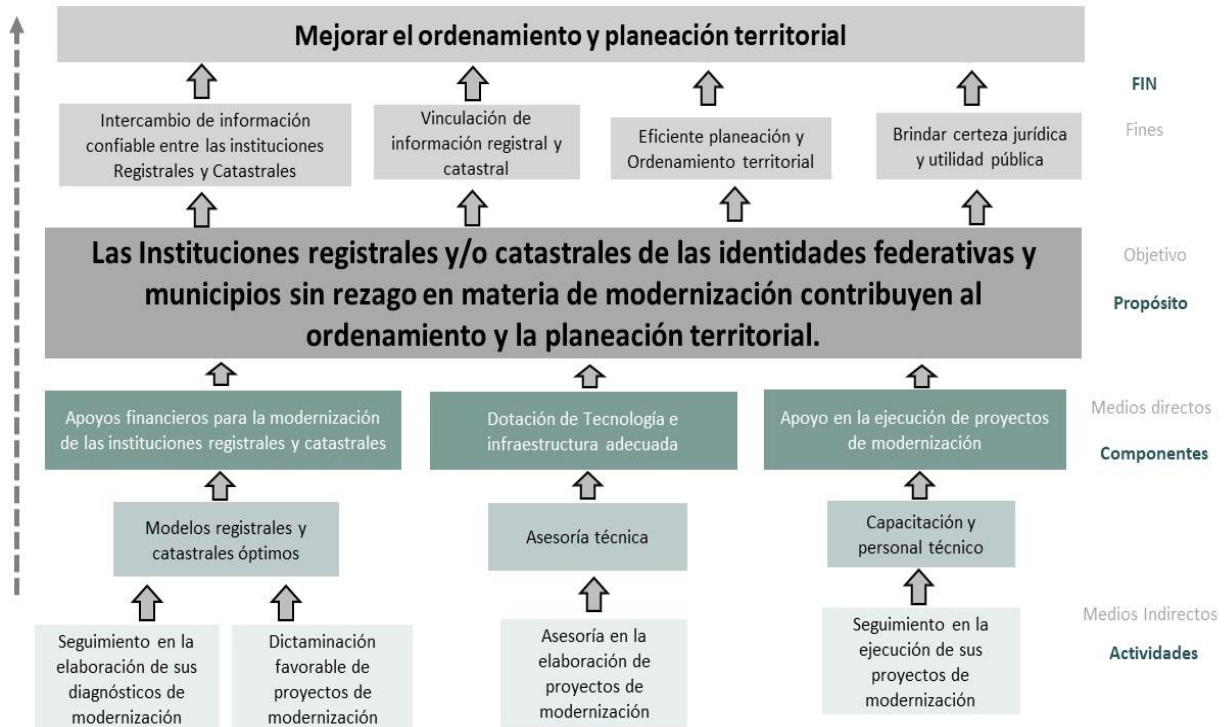 Mejorar el ordenamiento y planeación territorial
FIN
Intercambio de información
confiable entre las instituciones
Registrales y Catastrales
Vinculación de
información registral y
catastral
Eficiente planeación y
Ordenamiento territorial
Brindar certeza jurídica
y utilidad pública
Fines
Las Instituciones registrales y/o catastrales de las identidades federativas y
municipios sin rezago en materia de modernización contribuyen al
ordenamiento y la planeación territorial.
Objetivo
Propósito
Apoyos financieros para la modernización
de las instituciones registrales y catastrales
Dotación de Tecnología e
infraestructura adecuada
Apoyo en la ejecución de proyectos
de modernización
Medios directos
Componentes
Modelos registrales y
catastrales óptimos
Asesoría técnica
Capacitación y
personal técnico
Seguimiento en la
elaboración de sus
diagnósticos de
modernización
Dictaminación
favorable de
proyectos de
modernización
Asesoría en la
elaboración de
proyectos de
modernización
Seguimiento en la
ejecución de sus
proyectos de
modernización
Medios Indirectos
Actividades